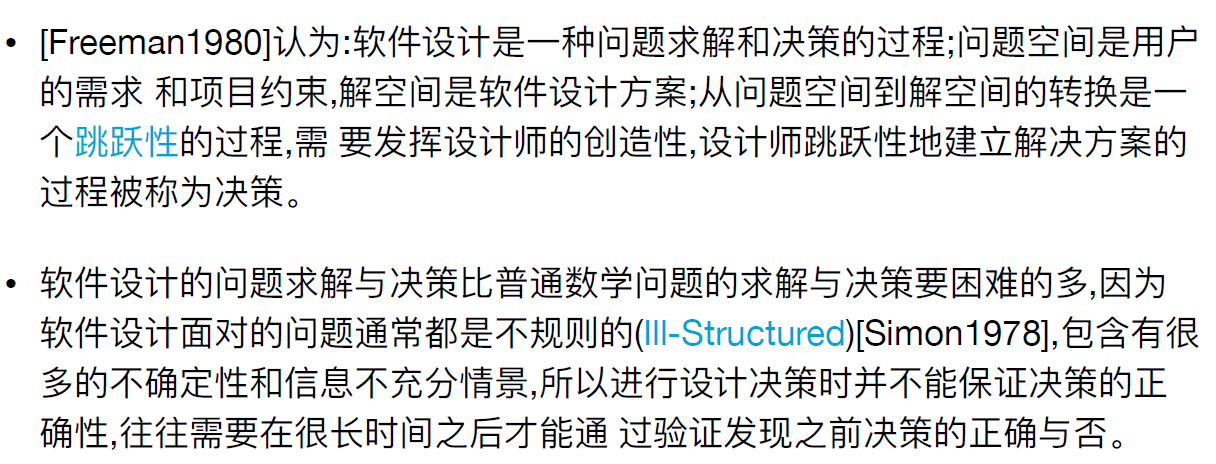 • [Freeman1980]认为:软件设计是一种问题求解和决策的过程;问题空间是用户
的需求 和项目约束,解空间是软件设计方案;从问题空间到解空间的转换是一
个跳跃性的过程,需 要发挥设计师的创造性,设计师跳跃性地建立解决方案的
过程被称为决策。
• 软件设计的问题求解与决策比普通数学问题的求解与决策要困难的多,因为
软件设计面对的问题通常都是不规则的(Ill-Structured)[Simon1978],包含有很
多的不确定性和信息不充分情景,所以进行设计决策时并不能保证决策的正
确性,往往需要在很长时间之后才能通 过验证发现之前决策的正确与否。